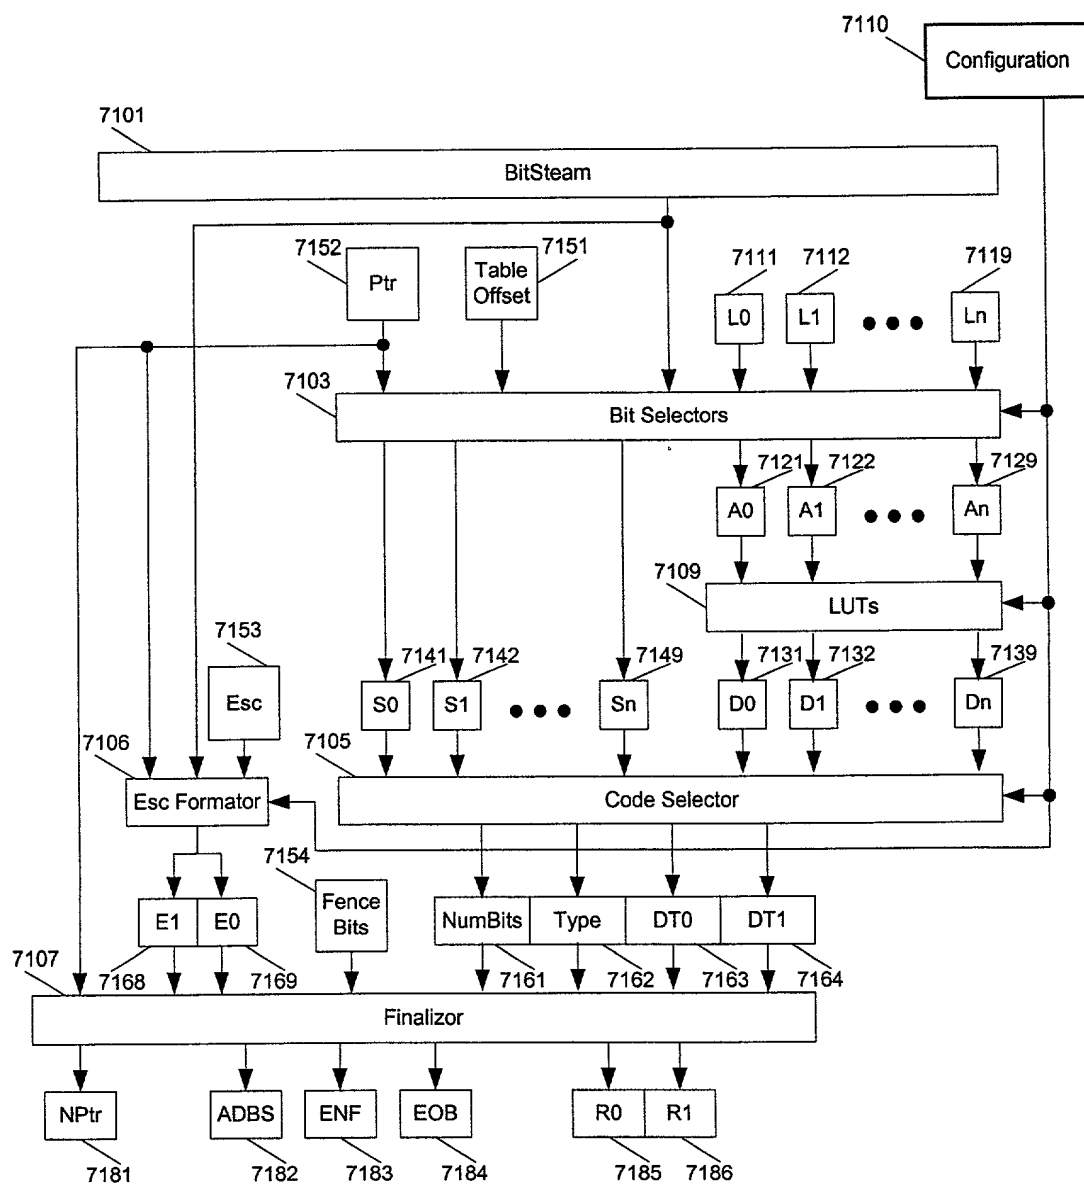 7110
Configuration
7101
BitSteam
7152
Ptr
7151
Table
Offset
7111
L0
7112
L1
7119
Ln
7103
Bit Selectors
7121
A0
7122
A1
7129
An
7109
LUTs
7153
Esc
7141
S0
7142
S1
7149
Sn
7131
D0
7132
D1
7139
Dn
7106
Esc Formator
7105
Code Selector
7154
Fence
Bits
E1
E0
NumBits
Type
DT0
DT1
7107
7168
7169
7161
7162
7163
7164
Finalizor
NPtr
ADBS
ENF
EOB
R0
R1
7181
7182
7183
7184
7185
7186